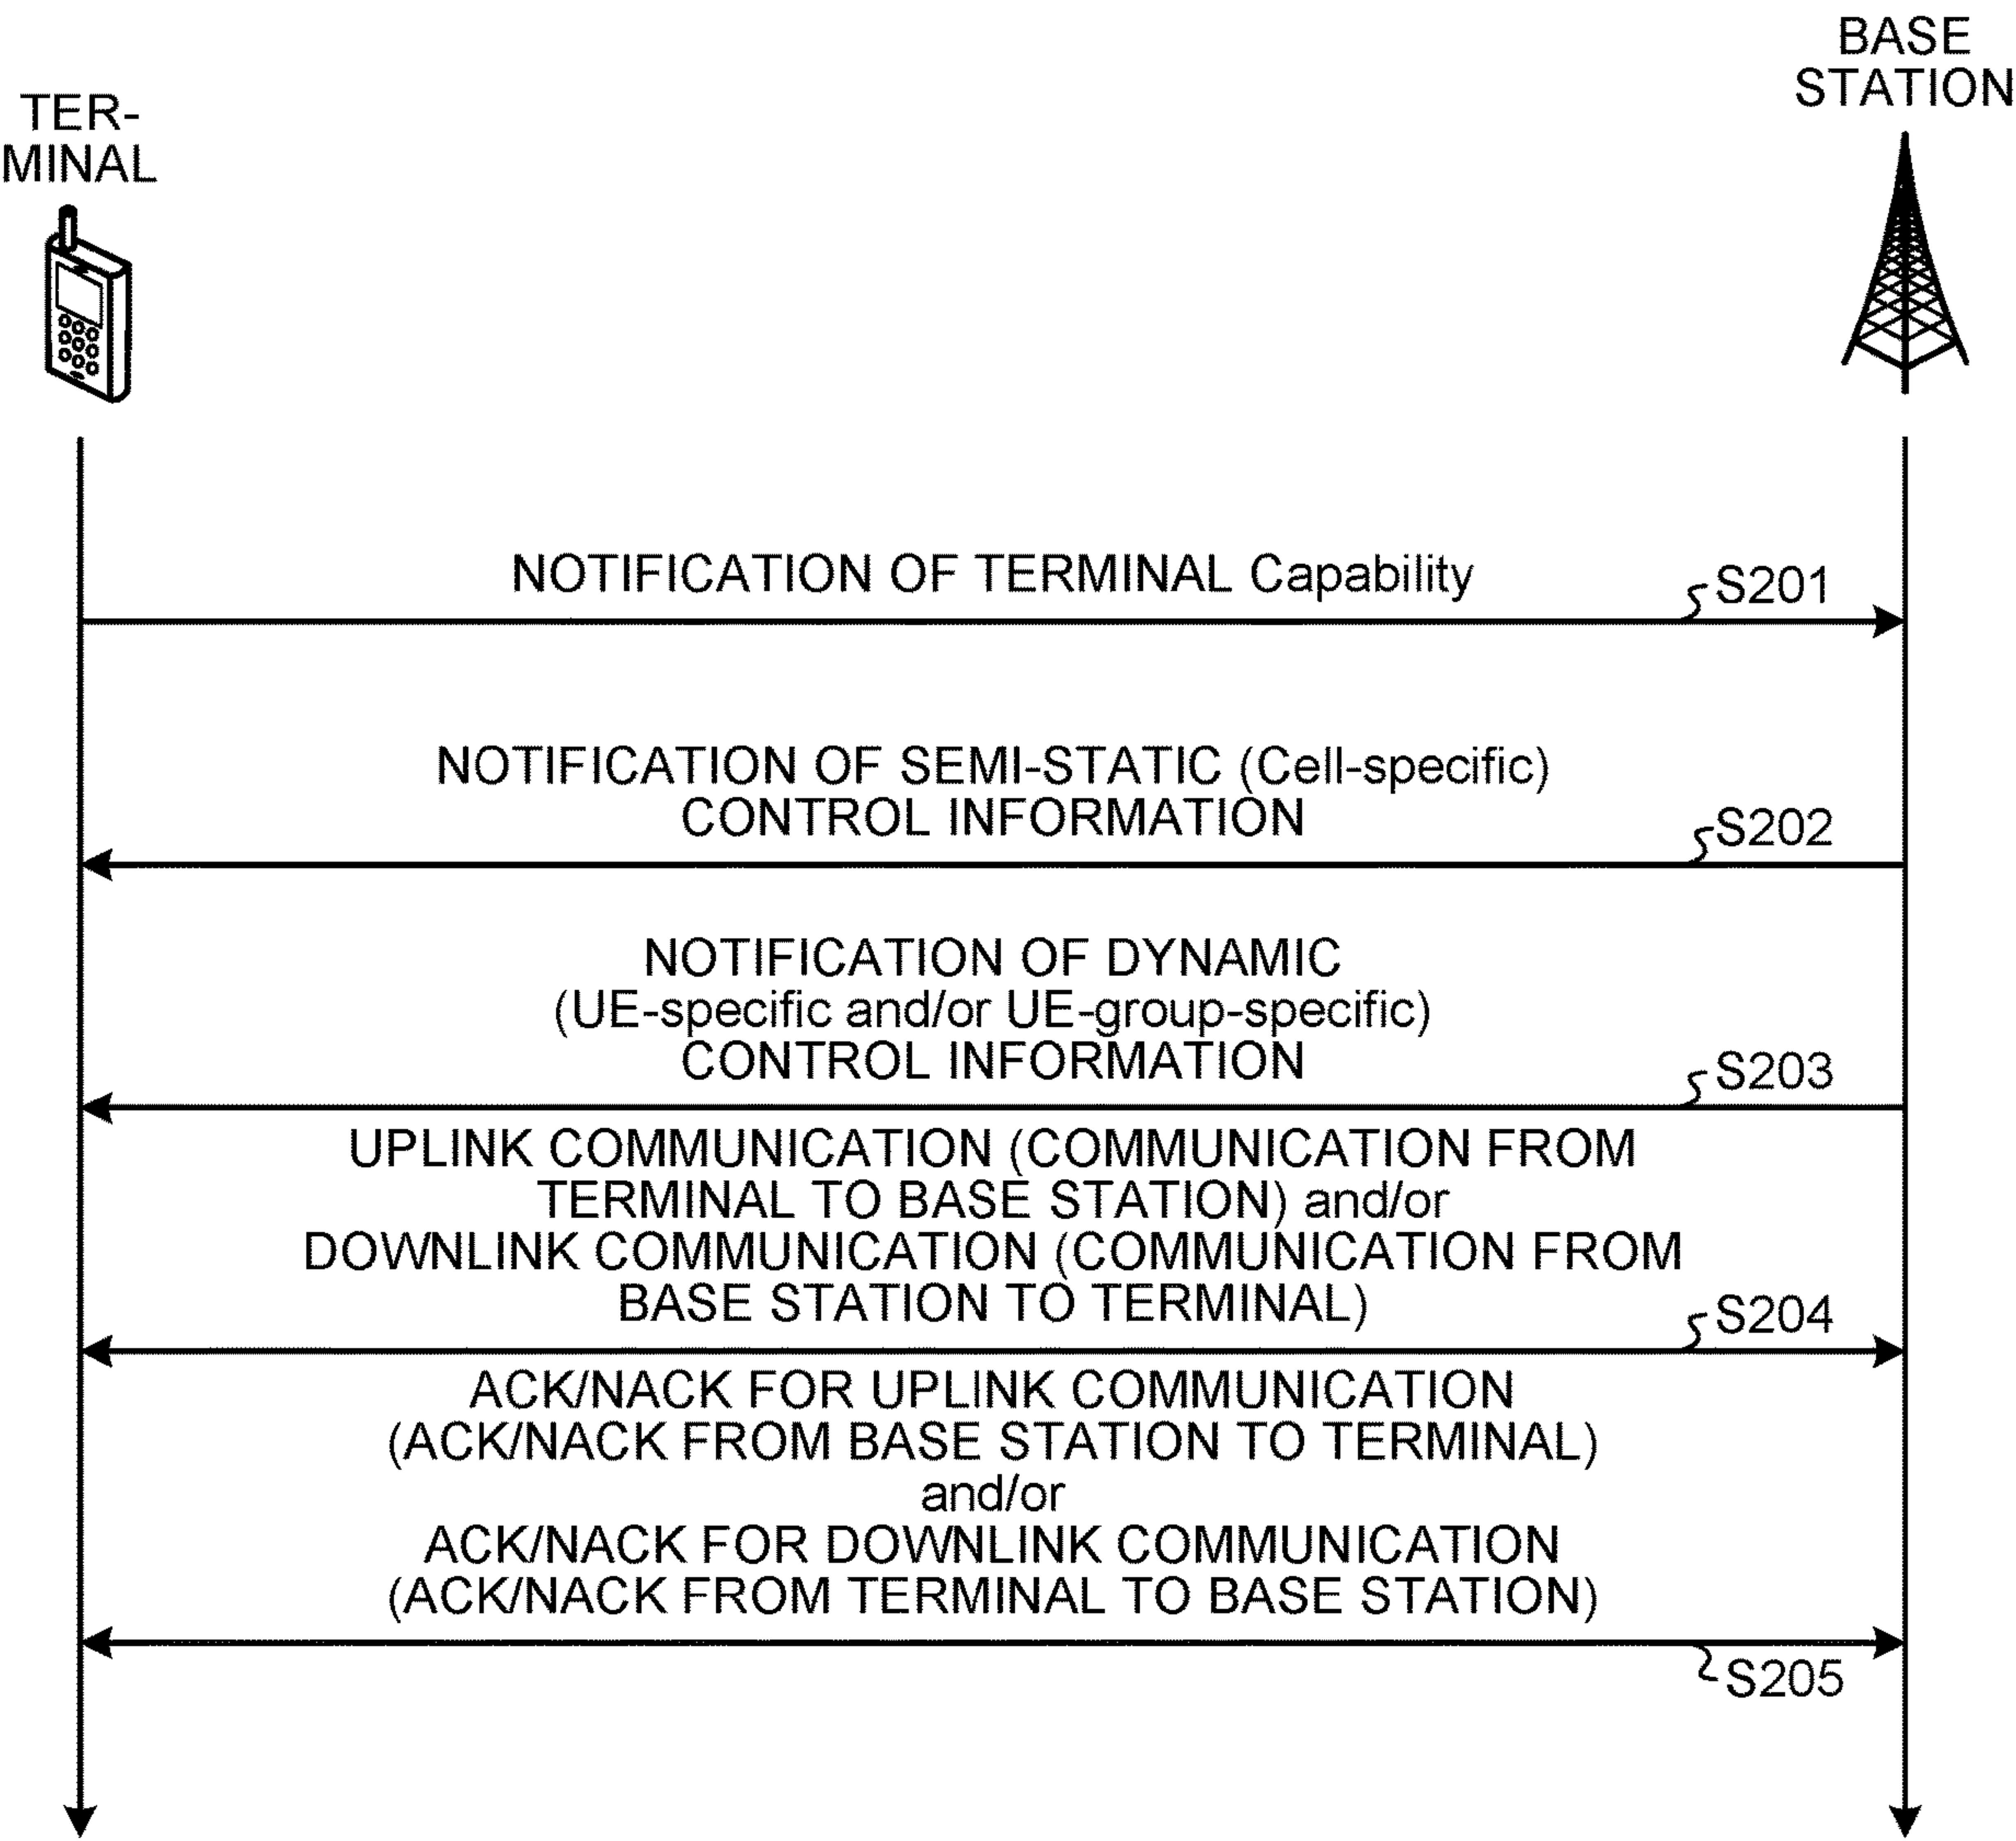 BASE
STATION
TER-
MINAL
NOTIFICATION OF TERMINAL Capability
S201
NOTIFICATION OF SEMI-STATIC (Cell-specific)
CONTROL INFORMATION
S202
NOTIFICATION OF DYNAMIC
(UE-specific and/or UE-group-specific)
CONTROL INFORMATION
S203
UPLINK COMMUNICATION (COMMUNICATION FROM
TERMINAL TO BASE STATION) and/or
DOWNLINK COMMUNICATION (COMMUNICATION FROM
BASE STATION TO TERMINAL)
S204
ACK/NACK FOR UPLINK COMMUNICATION
(ACK/NACK FROM BASE STATION TO TERMINAL)
and/or
ACK/NACK FOR DOWNLINK COMMUNICATION
(ACK/NACK FROM TERMINAL TO BASE STATION)
S205